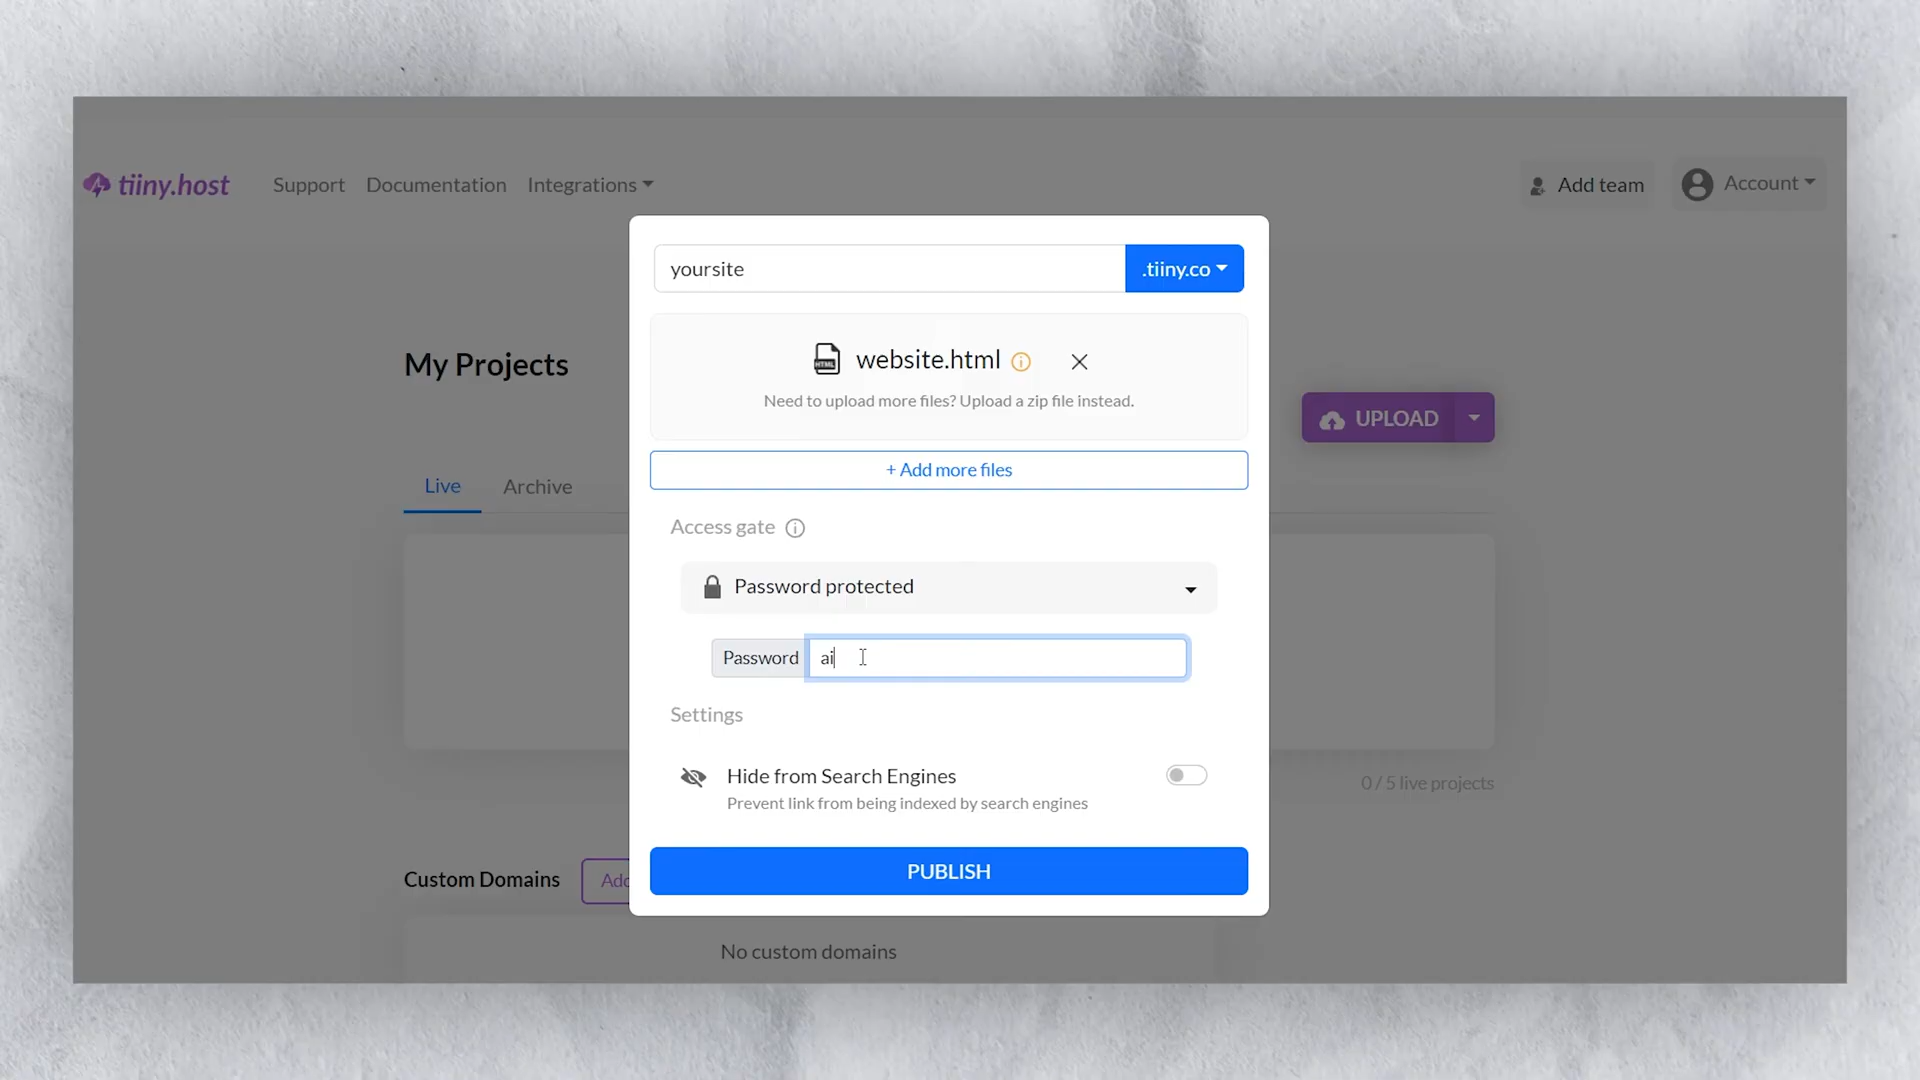 tiiny.host
Support
Documentation
Integrations
Add team
Account
yoursite
.tiiny.co
My Projects
HTML
website.html
Need to upload more files? Upload a zip file instead.
UPLOAD
+ Add more files
Live
Archive
Access gate
Password protected
Password
ai
Settings
Hide from Search Engines
Prevent link from being indexed by search engines
0 / 5 live projects
PUBLISH
Custom Domains
No custom domains